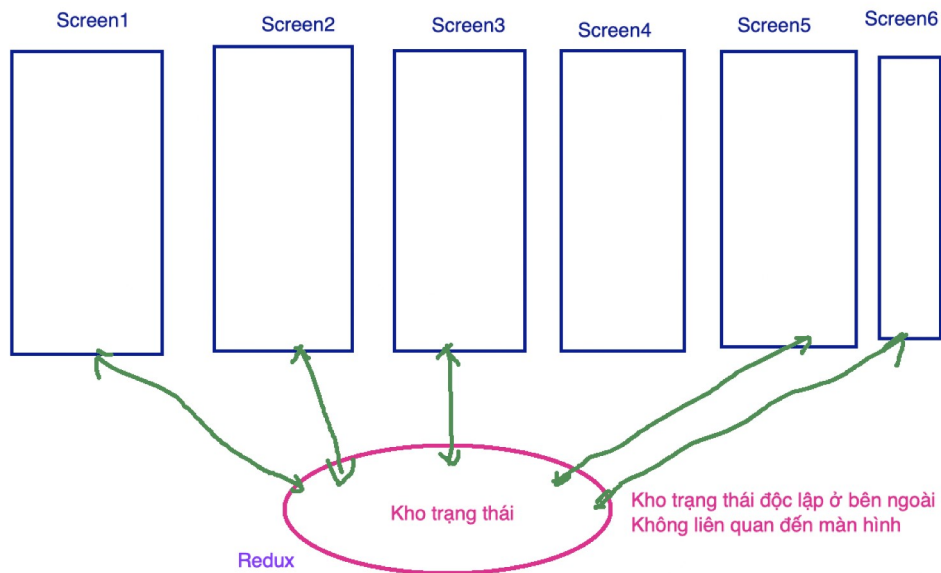 Screen1
Screen2
Screen3
Screen4
Screen5
Screen6
Kho trạng thái
Kho trạng thái độc lập ở bên ngoài
Không liên quan đến màn hình
Redux